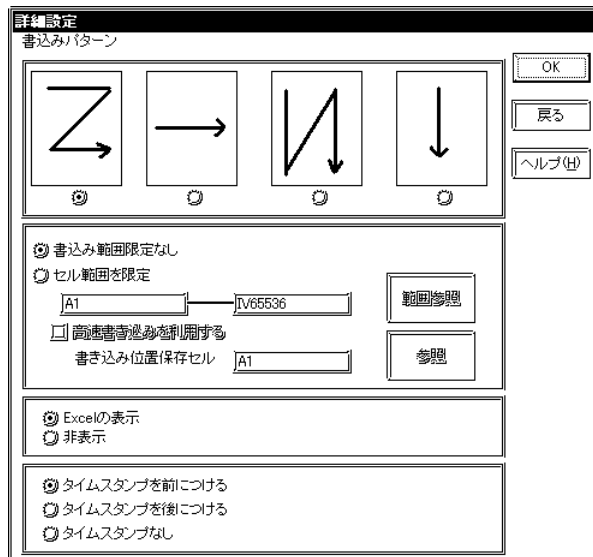 詳細設定
書込みパターン
OK
戻る
ヘルプ(H)
書込み範囲限定なし
セル範囲を限定
A1 IV65536
範囲参照
高速書き込みを利用する
書き込み位置保存セル A1
参照
Excelの表示
非表示
タイムスタンプを前につける
タイムスタンプを後につける
タイムスタンプなし